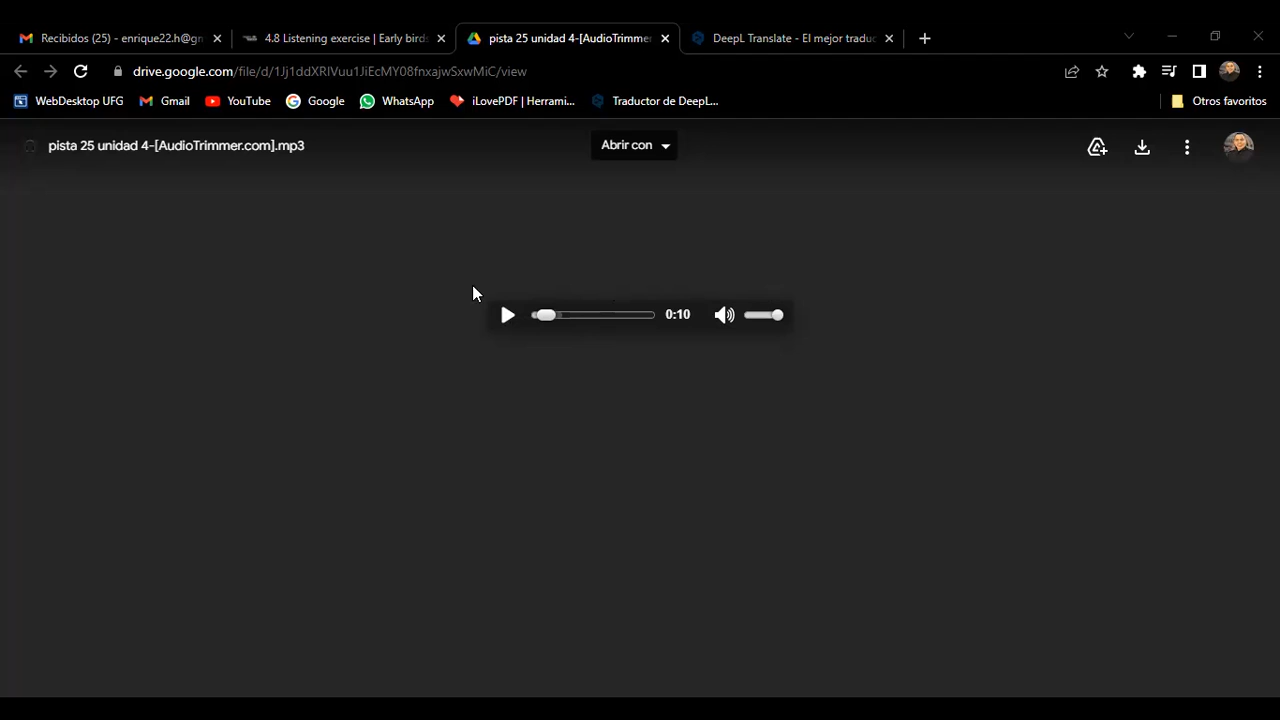 Recibidos (25) - enrique22.h@gm
4.8 Listening exercise | Early birds
pista 25 unidad 4-[AudioTrimmer
DeepL Translate - El mejor traduc
drive.google.com/file/d/1Jj1ddXRIVuu1JiEcMY08fnxajwSxwMiC/view
WebDesktop UFG
Gmail
YouTube
Google
WhatsApp
iLovePDF | Herrami...
Traductor de DeepL...
Otros favoritos
pista 25 unidad 4-[AudioTrimmer.com].mp3
Abrir con
0:10